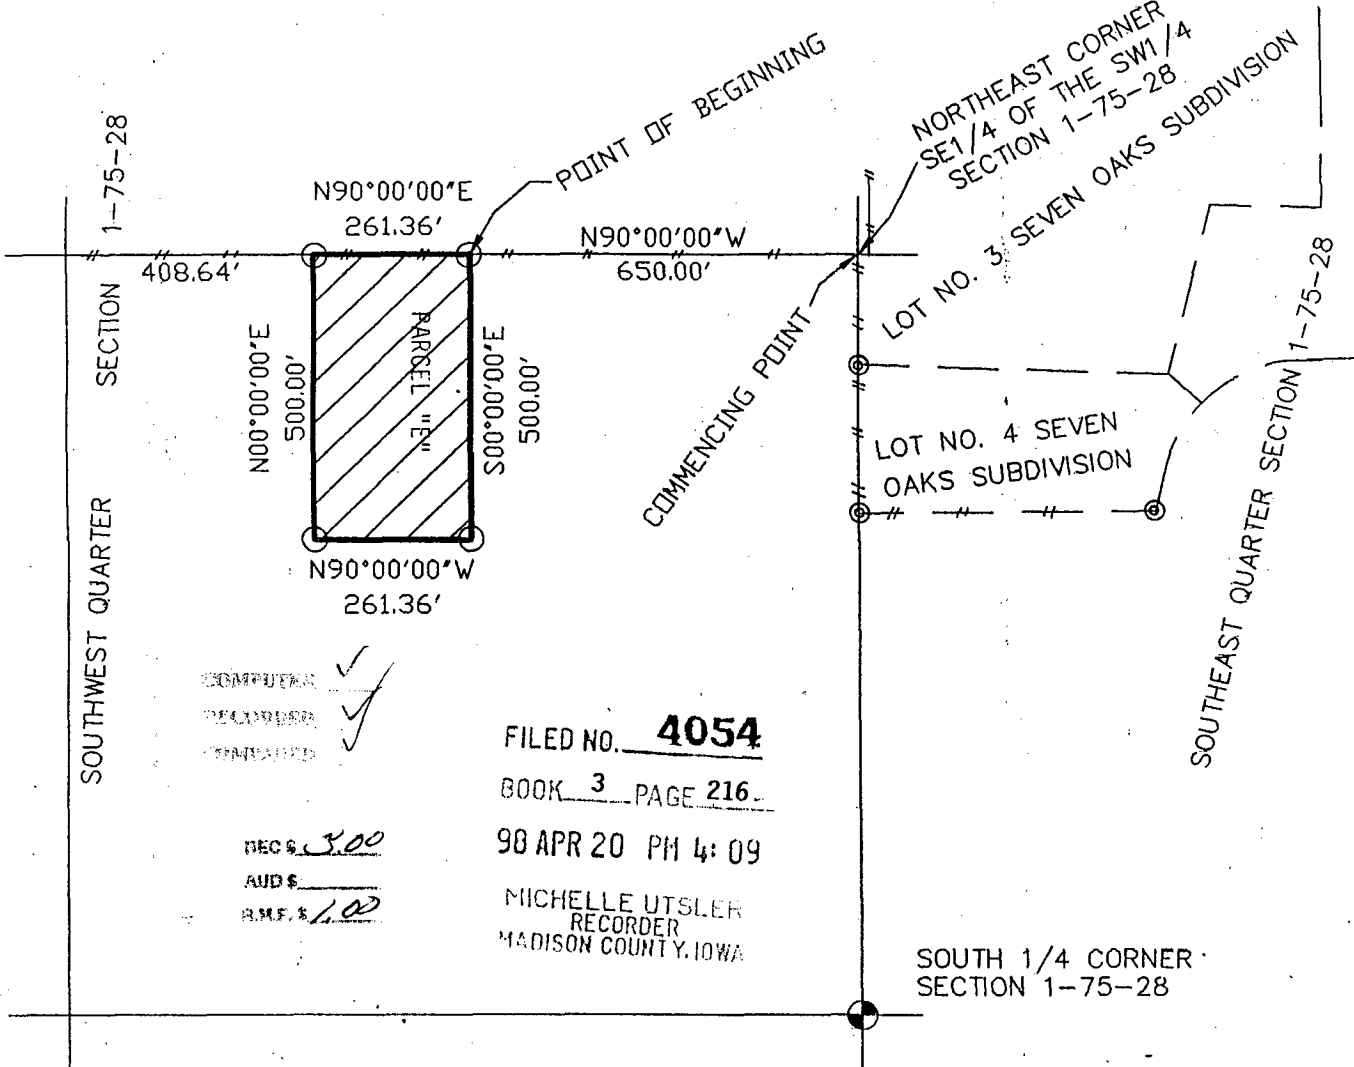 NORTHEAST CORNER
SE1/4 OF THE SW1/4
SECTION 1-75-28
LOT NO. 3 SEVEN OAKS SUBDIVISION
POINT OF BEGINNING
SECTION 1-75-28
N90°00'00"E
261.36'
N90°00'00"W
650.00'
408.64'
COMMENCING POINT
N00°00'00"E
500.00'
PARCEL "E"
S00°00'00"E
500.00'
LOT NO. 4 SEVEN
OAKS SUBDIVISION
SOUTHEAST QUARTER SECTION 1-75-28
N90°00'00"W
261.36'
SOUTHWEST QUARTER
COMPUTER
RECORDED
COMPARED
FILED NO. 4054
BOOK 3 PAGE 216
98 APR 20 PM 4:09
REC $ 5.00
AUD $
R.M.F. $ 1.00
MICHELLE UTSLER
RECORDER
MADISON COUNTY, IOWA
SOUTH 1/4 CORNER
SECTION 1-75-28